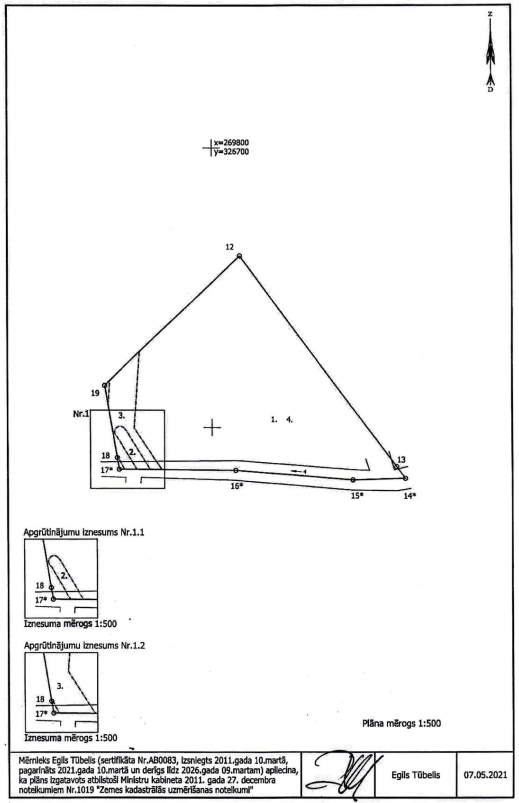 Z
D
x=269800
y=326700
12
19
Nr.1
3.
1. 4.
2.
18
17*
13
16*
15*
14*
Apgrūtinājumu iznesums Nr.1.1
2.
18
17*
Iznesuma mērogs 1:500
Apgrūtinājumu iznesums Nr.1.2
3.
18
17*
Iznesuma mērogs 1:500
Plāna mērogs 1:500
Mērnieks Egils Tūbelis (sertifikāta Nr.AB0083, izsniegts 2011.gada 10.martā,
pagarināts 2021.gada 10.martā un derīgs līdz 2026.gada 09.martam) apliecina,
ka plāns izgatavots atbilstoši Ministru kabineta 2011. gada 27. decembra
noteikumiem Nr.1019 "Zemes kadastrālās uzmērīšanas noteikumi"
Egils Tūbelis
07.05.2021